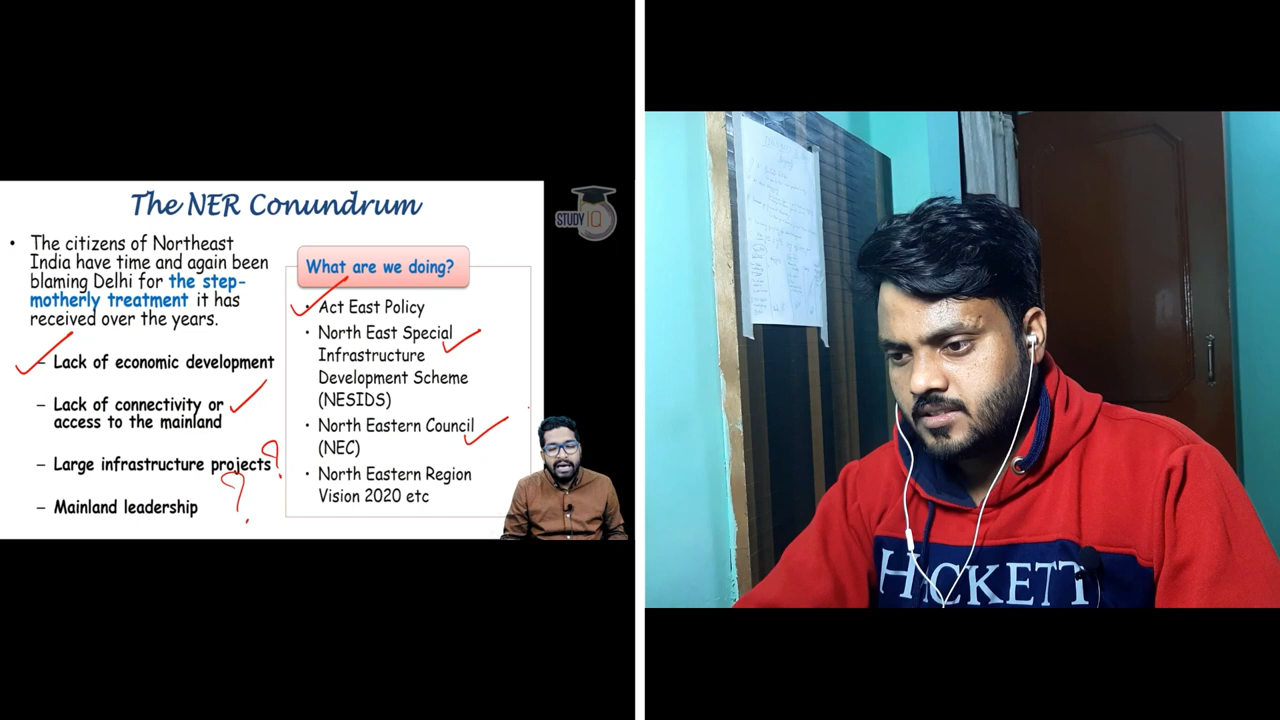 The NER Conundrum
STUDY IQ
• The citizens of Northeast
India have time and again been
blaming Delhi for the step-
motherly treatment it has
received over the years.
– Lack of economic development
– Lack of connectivity or
access to the mainland
– Large infrastructure projects
?
– Mainland leadership
?
What are we doing?
• Act East Policy
• North East Special
Infrastructure
Development Scheme
(NESIDS)
• North Eastern Council
(NEC)
• North Eastern Region
Vision 2020 etc
HICKETT